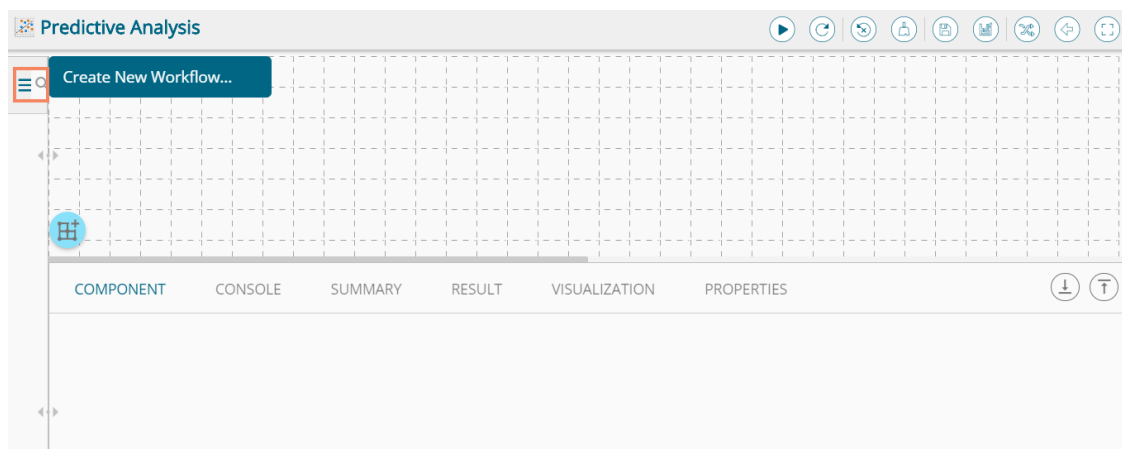 Predictive Analysis
Create New Workflow...
COMPONENT CONSOLE SUMMARY RESULT VISUALIZATION PROPERTIES